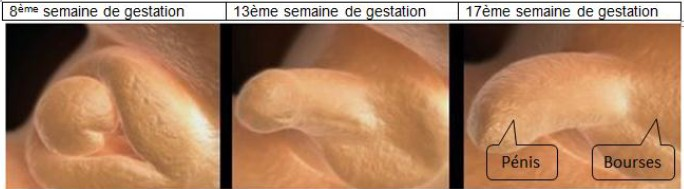 8ème semaine de gestation
13ème semaine de gestation
17ème semaine de gestation
Pénis
Bourses